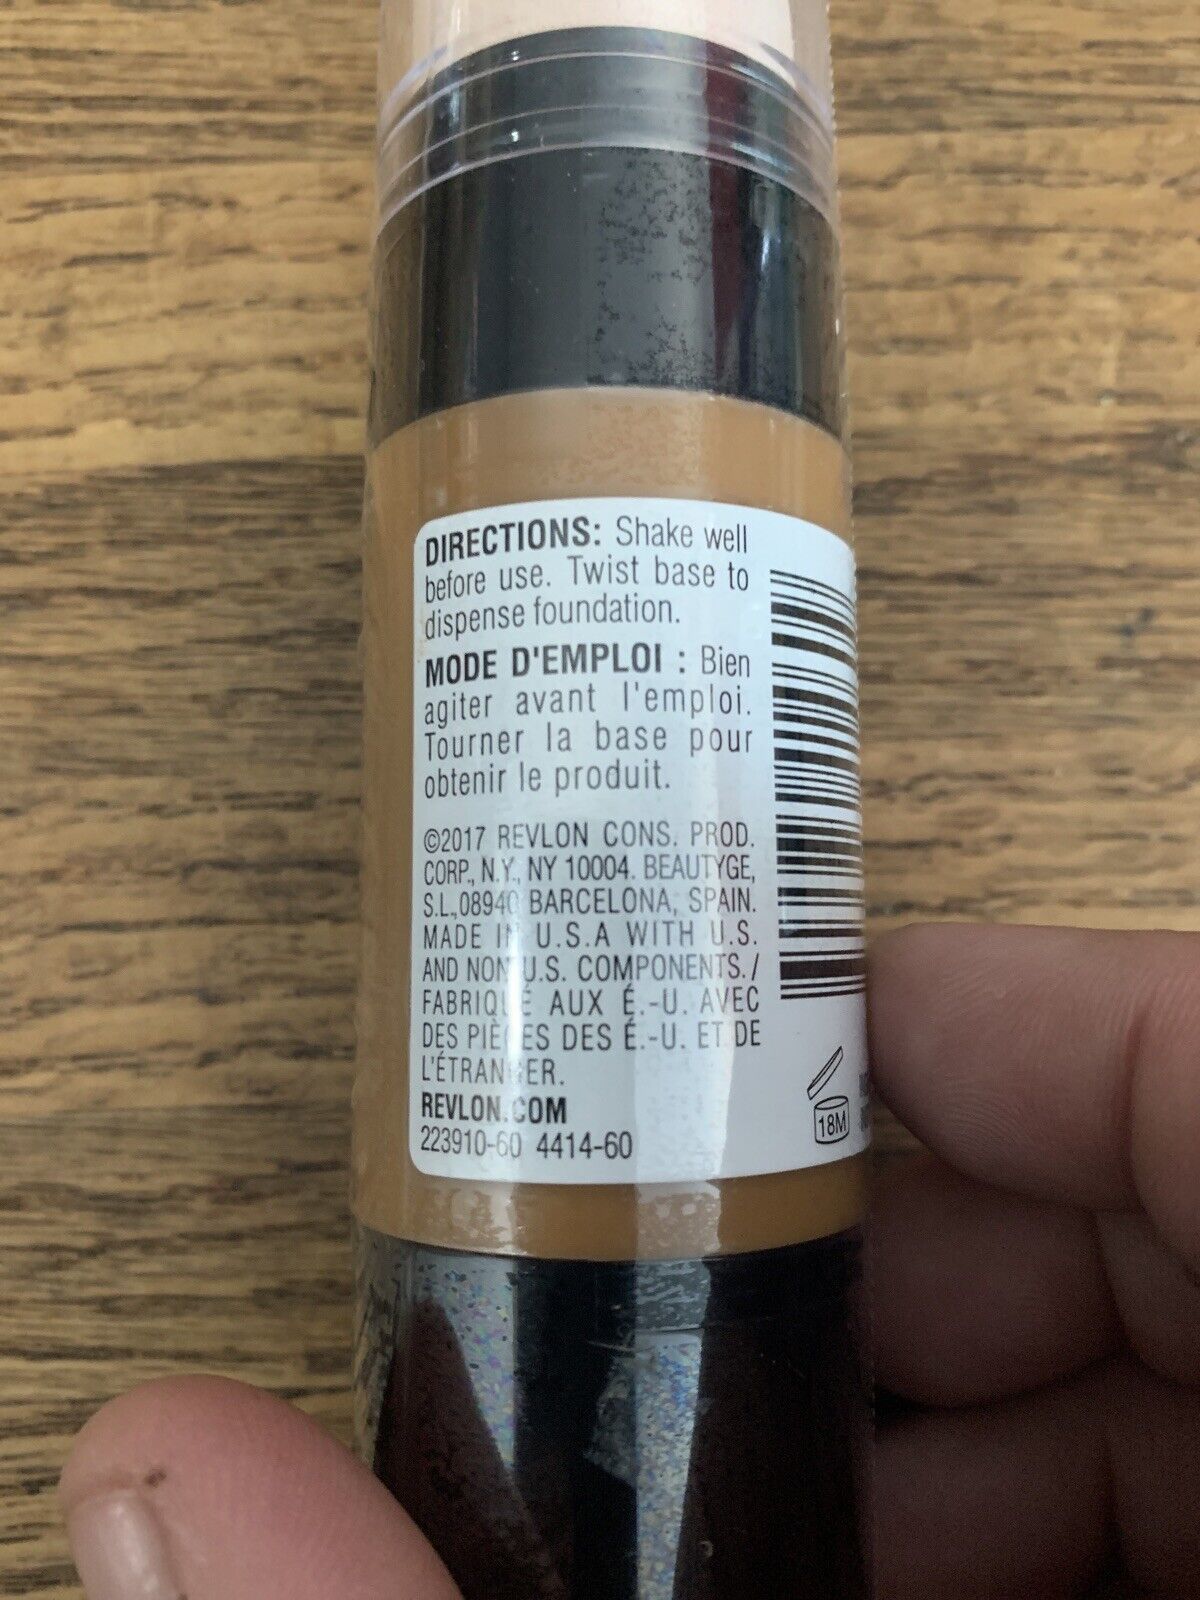 DIRECTIONS: Shake well
before use. Twist base to
dispense foundation.
MODE D'EMPLOI : Bien
agiter avant l'emploi.
Tourner la base pour
obtenir le produit.
©2017 REVLON CONS. PROD.
CORP., N.Y., NY 10004. BEAUTYGE,
S.L.,08940 BARCELONA, SPAIN.
MADE IN U.S.A WITH U.S.
AND NON U.S. COMPONENTS. /
FABRIQUÉ AUX É.-U. AVEC
DES PIÈCES DES É.-U. ET DE
L'ÉTRANGER.
REVLON.COM
223910-60 4414-60
18M